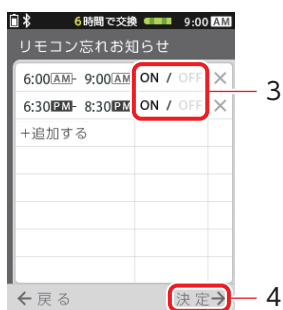 6時間で交換 9:00 AM
リモコン忘れお知らせ
6:00AM- 9:00AM ON / OFF ×
3
6:30PM- 8:30PM ON / OFF ×
+追加する
←戻る 決定→ 4